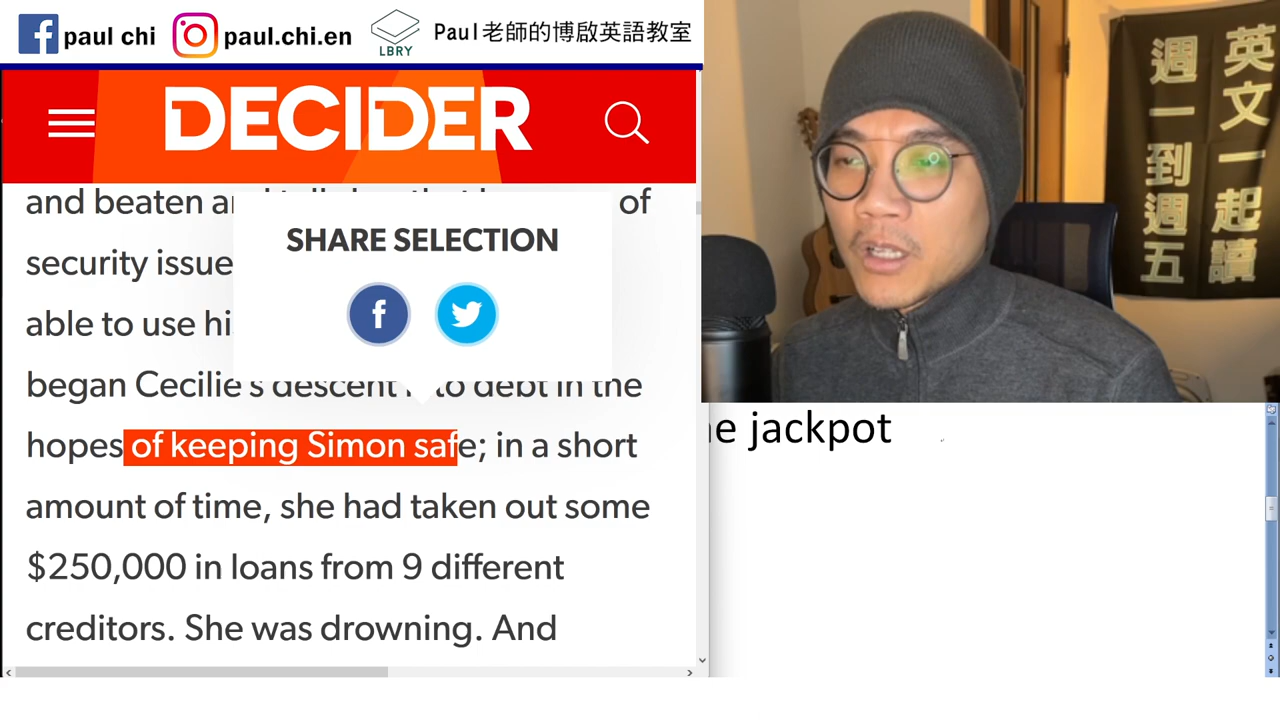 paul chi
paul.chi.en
LBRY
Paul老師的博啟英語教室
DECIDER
and beaten of
SHARE SELECTION
security issue
able to use hi
began Cecilie's descent into debt in the
hopes of keeping Simon safe; in a short
amount of time, she had taken out some
$250,000 in loans from 9 different
creditors. She was drowning. And
英文一起讀
週一到週五
jackpot